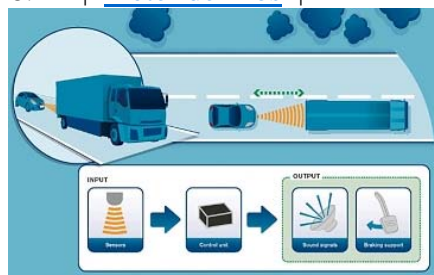 INPUT
OUTPUT
Sensors
Control unit
Sound signals
Braking support